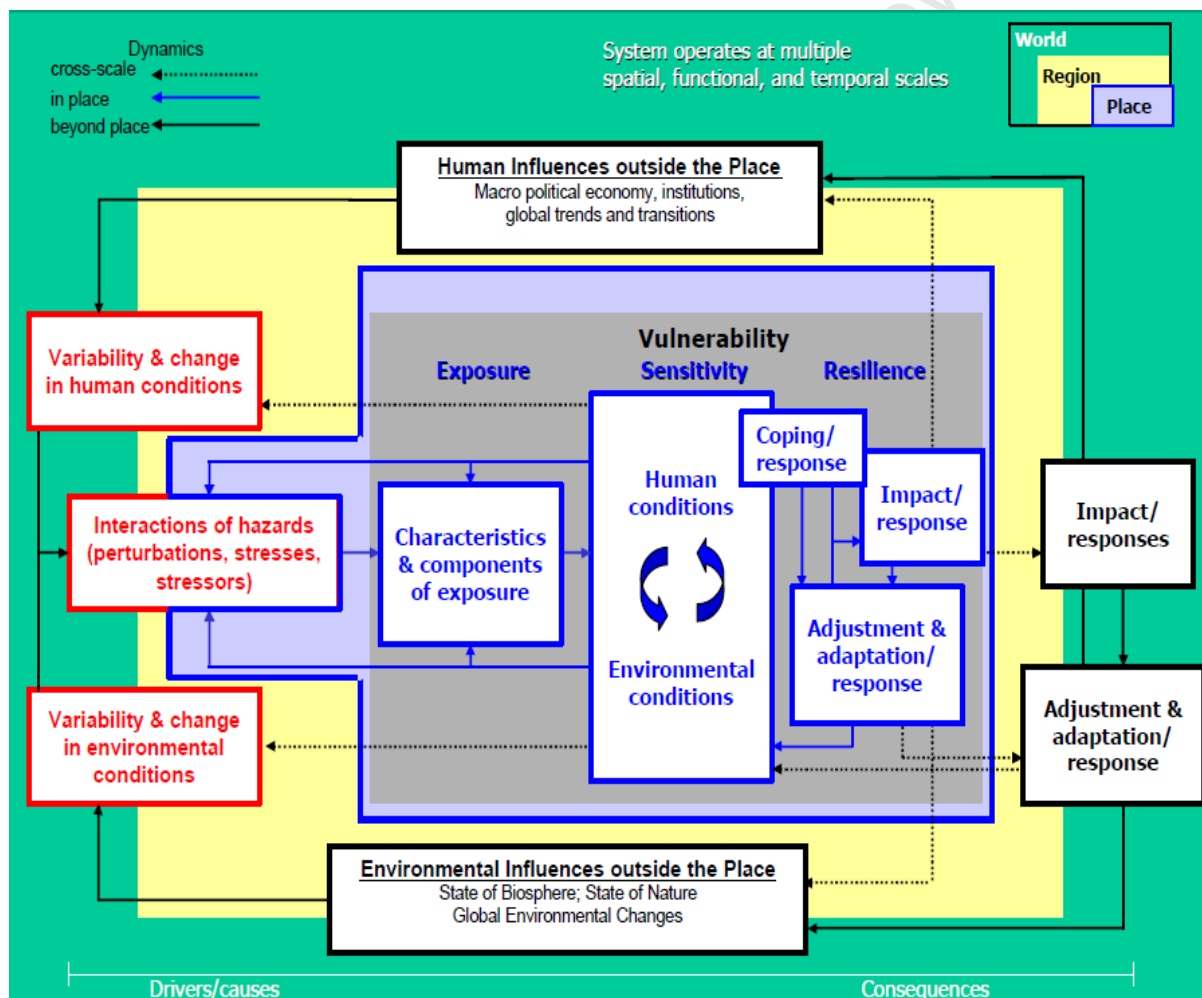 Dynamics
cross-scale
in place
beyond place
System operates at multiple
spatial, functional, and temporal scales
World
Region
Place
Human Influences outside the Place
Macro political economy, institutions,
global trends and transitions
Variability & change
in human conditions
Vulnerability
Exposure
Sensitivity
Resilience
Coping/
response
Human
conditions
Impact/
response
Impact/
responses
Interactions of hazards
(perturbations, stresses,
stressors)
Characteristics
& components
of exposure
Environmental
conditions
Adjustment &
adaptation/
response
Adjustment &
adaptation/
response
Variability & change
in environmental
conditions
Environmental Influences outside the Place
State of Biosphere; State of Nature
Global Environmental Changes
Drivers/causes
Consequences